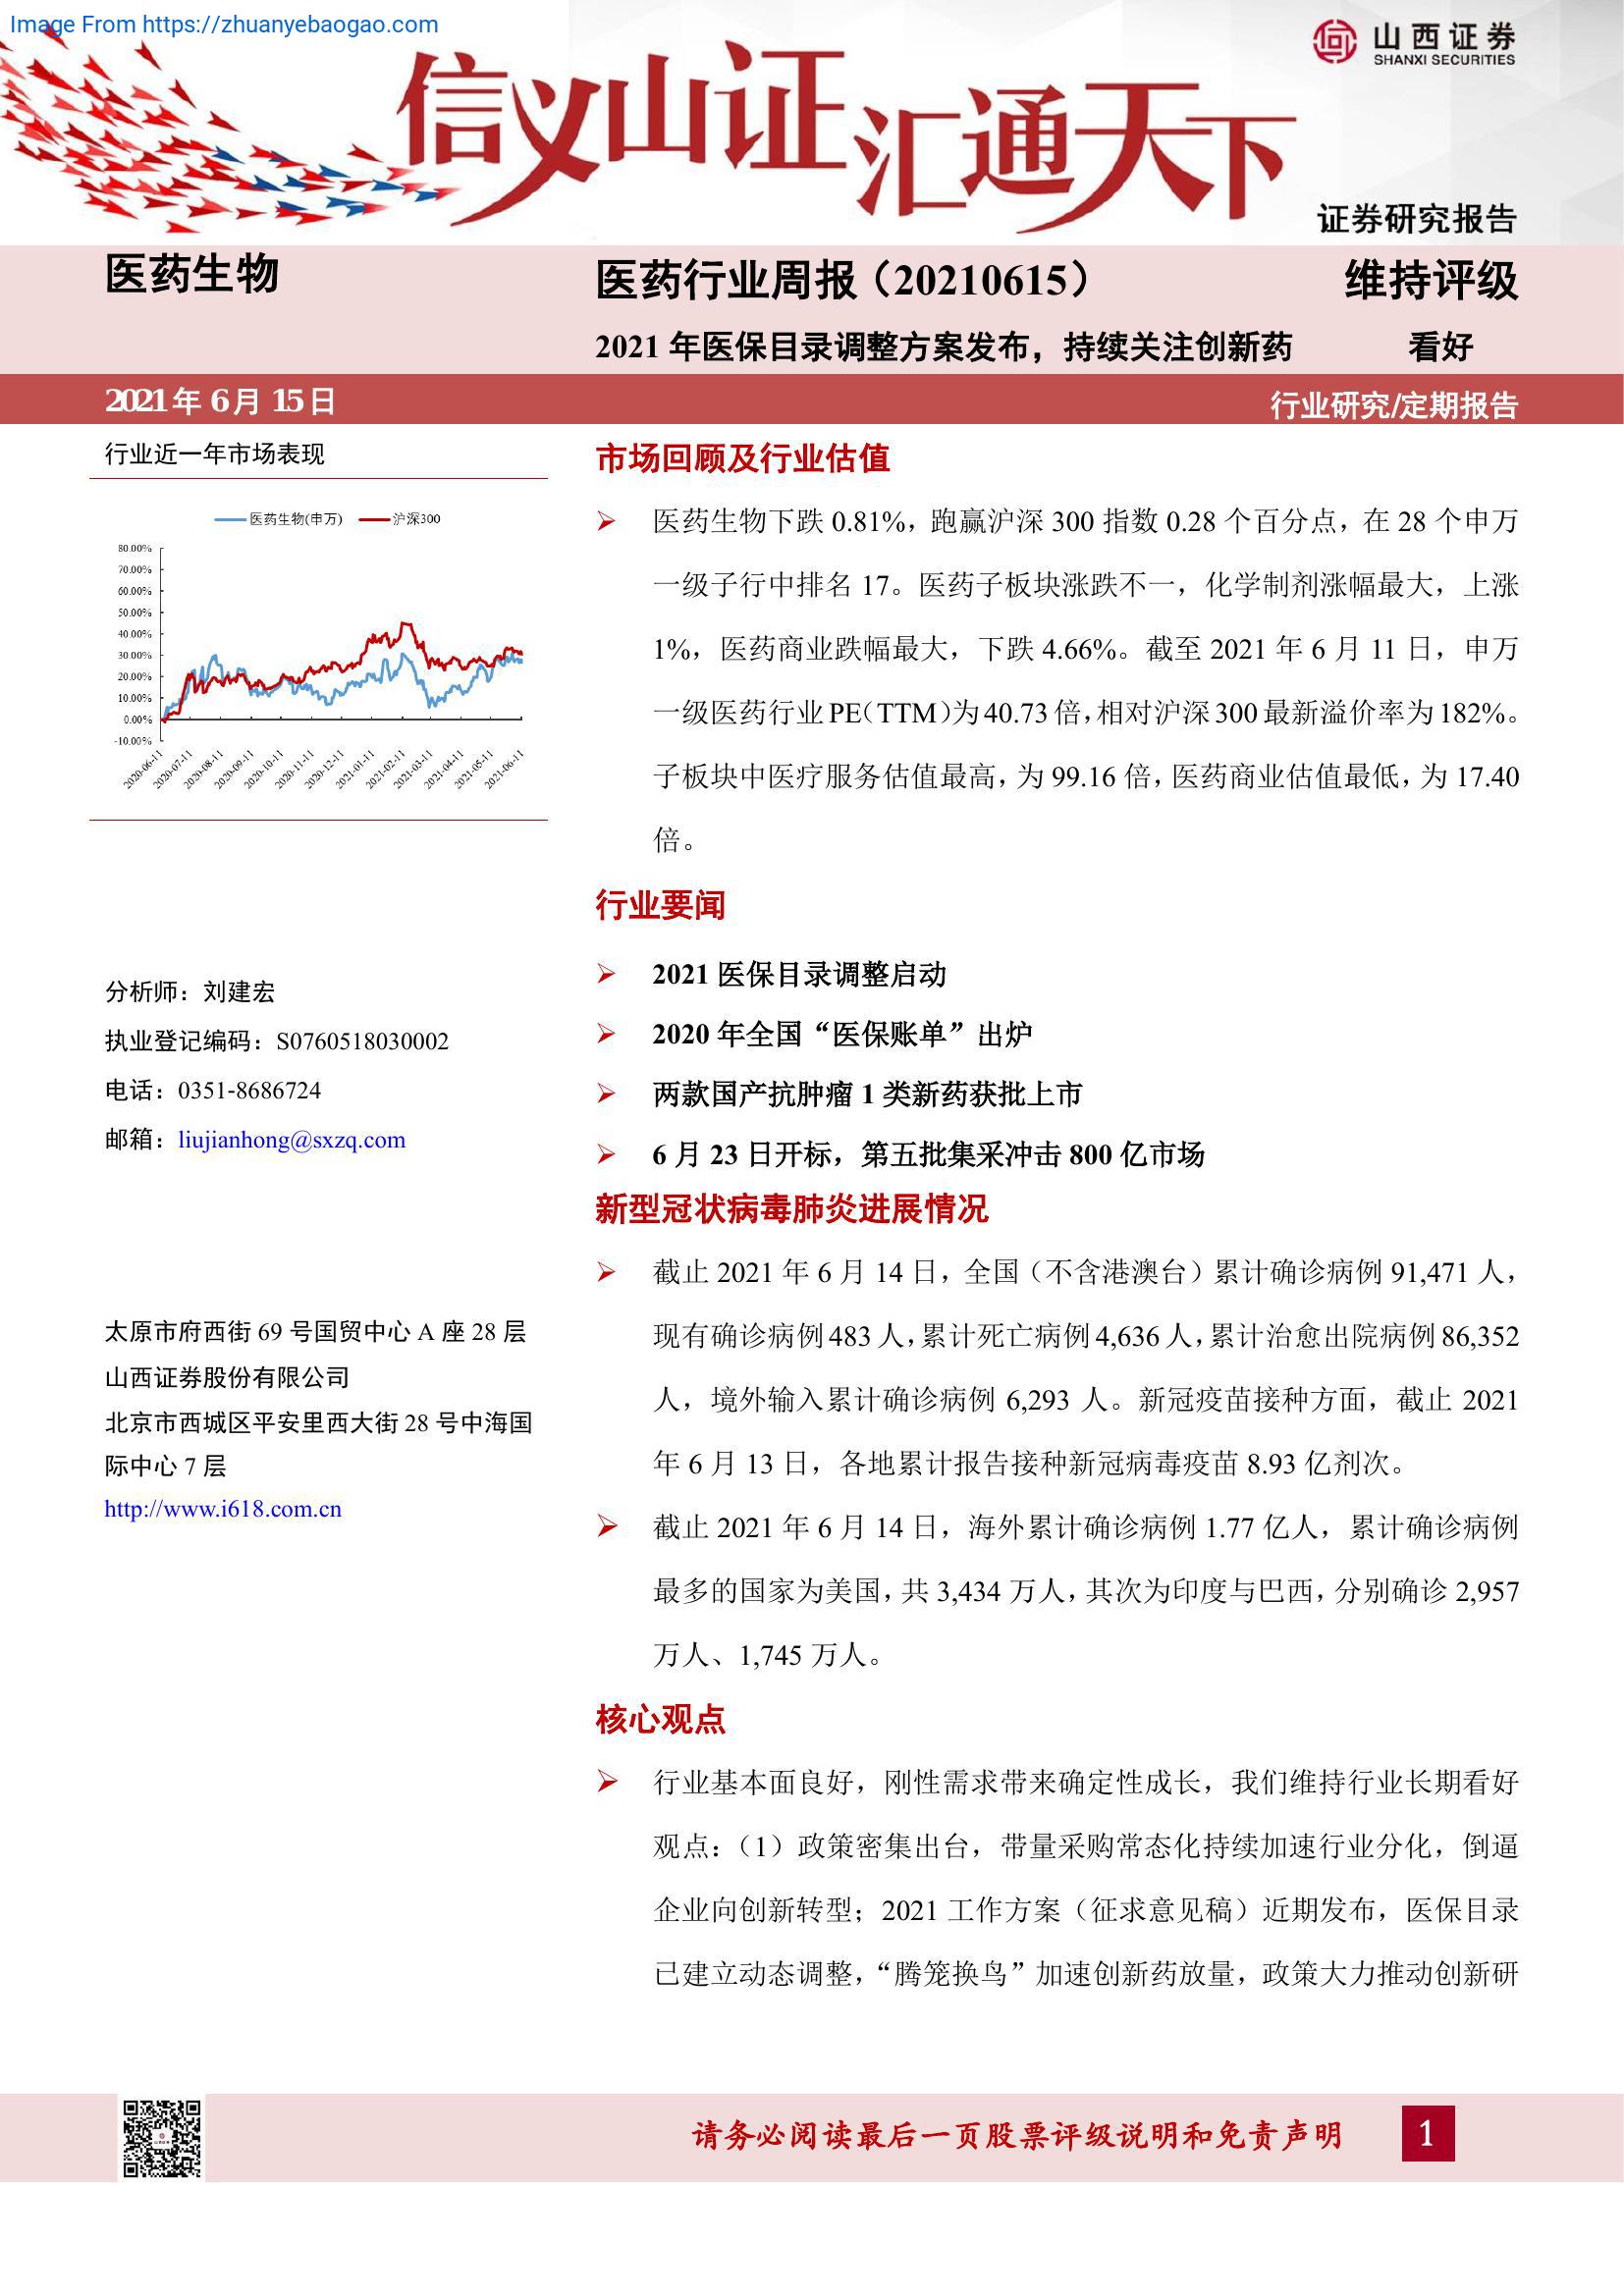 Image From https://zhuanyebaogao.com
山西证券
SHANXI SECURITIES
信义山证汇通天下
证券研究报告
医药生物
医药行业周报（20210615）
维持评级
2021 年医保目录调整方案发布，持续关注创新药
看好
2021 年 6 月 15 日
行业研究/定期报告
行业近一年市场表现
医药生物(申万)
沪深300
80.00%
70.00%
60.00%
50.00%
40.00%
30.00%
20.00%
10.00%
0.00%
-10.00%
2020-06-11
2020-07-11
2020-08-11
2020-09-11
2020-10-11
2020-11-11
2020-12-11
2021-01-11
2021-02-11
2021-03-11
2021-04-11
2021-05-11
2021-06-11
分析师：刘建宏
执业登记编码：S0760518030002
电话：0351-8686724
邮箱：liujianhong@sxzq.com
太原市府西街 69 号国贸中心 A 座 28 层
山西证券股份有限公司
北京市西城区平安里西大街 28 号中海国
际中心 7 层
http://www.i618.com.cn
市场回顾及行业估值
医药生物下跌 0.81%，跑赢沪深 300 指数 0.28 个百分点，在 28 个申万
一级子行中排名 17。医药子板块涨跌不一，化学制剂涨幅最大，上涨
1%，医药商业跌幅最大，下跌 4.66%。截至 2021 年 6 月 11 日，申万
一级医药行业 PE（TTM）为 40.73 倍，相对沪深 300 最新溢价率为 182%。
子板块中医疗服务估值最高，为 99.16 倍，医药商业估值最低，为 17.40
倍。
行业要闻
2021 医保目录调整启动
2020 年全国“医保账单”出炉
两款国产抗肿瘤 1 类新药获批上市
6 月 23 日开标，第五批集采冲击 800 亿市场
新型冠状病毒肺炎进展情况
截止 2021 年 6 月 14 日，全国（不含港澳台）累计确诊病例 91,471 人，
现有确诊病例 483 人，累计死亡病例 4,636 人，累计治愈出院病例 86,352
人，境外输入累计确诊病例 6,293 人。新冠疫苗接种方面，截止 2021
年 6 月 13 日，各地累计报告接种新冠病毒疫苗 8.93 亿剂次。
截止 2021 年 6 月 14 日，海外累计确诊病例 1.77 亿人，累计确诊病例
最多的国家为美国，共 3,434 万人，其次为印度与巴西，分别确诊 2,957
万人、1,745 万人。
核心观点
行业基本面良好，刚性需求带来确定性成长，我们维持行业长期看好
观点：（1）政策密集出台，带量采购常态化持续加速行业分化，倒逼
企业向创新转型；2021 工作方案（征求意见稿）近期发布，医保目录
已建立动态调整，“腾笼换鸟”加速创新药放量，政策大力推动创新研
请务必阅读最后一页股票评级说明和免责声明
1